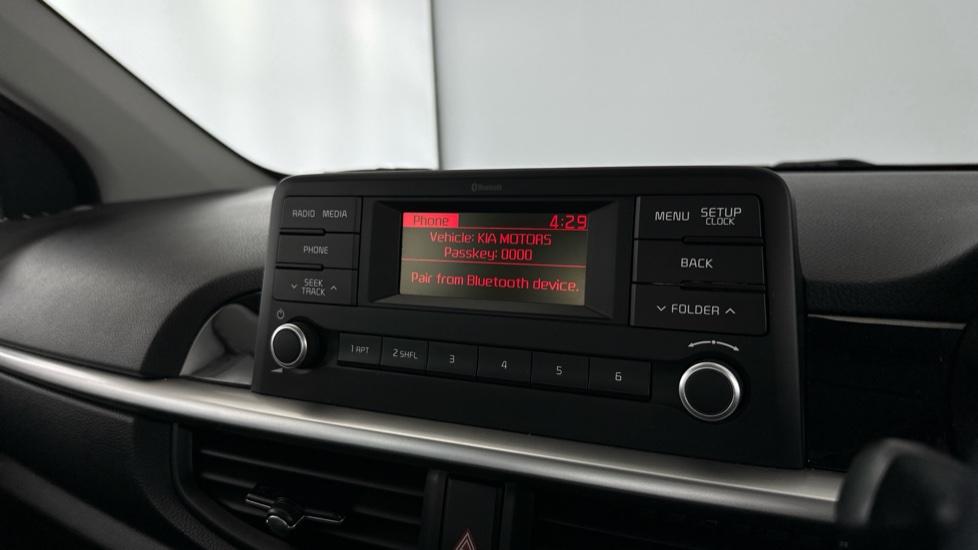 Bluetooth
RADIO MEDIA
PHONE
SEEK
TRACK
Phone 4:29
Vehicle: KIA MOTORS
Passkey: 0000
Pair from Bluetooth device.
MENU SETUP
CLOCK
BACK
FOLDER
1 RPT 2 SHFL 3 4 5 6